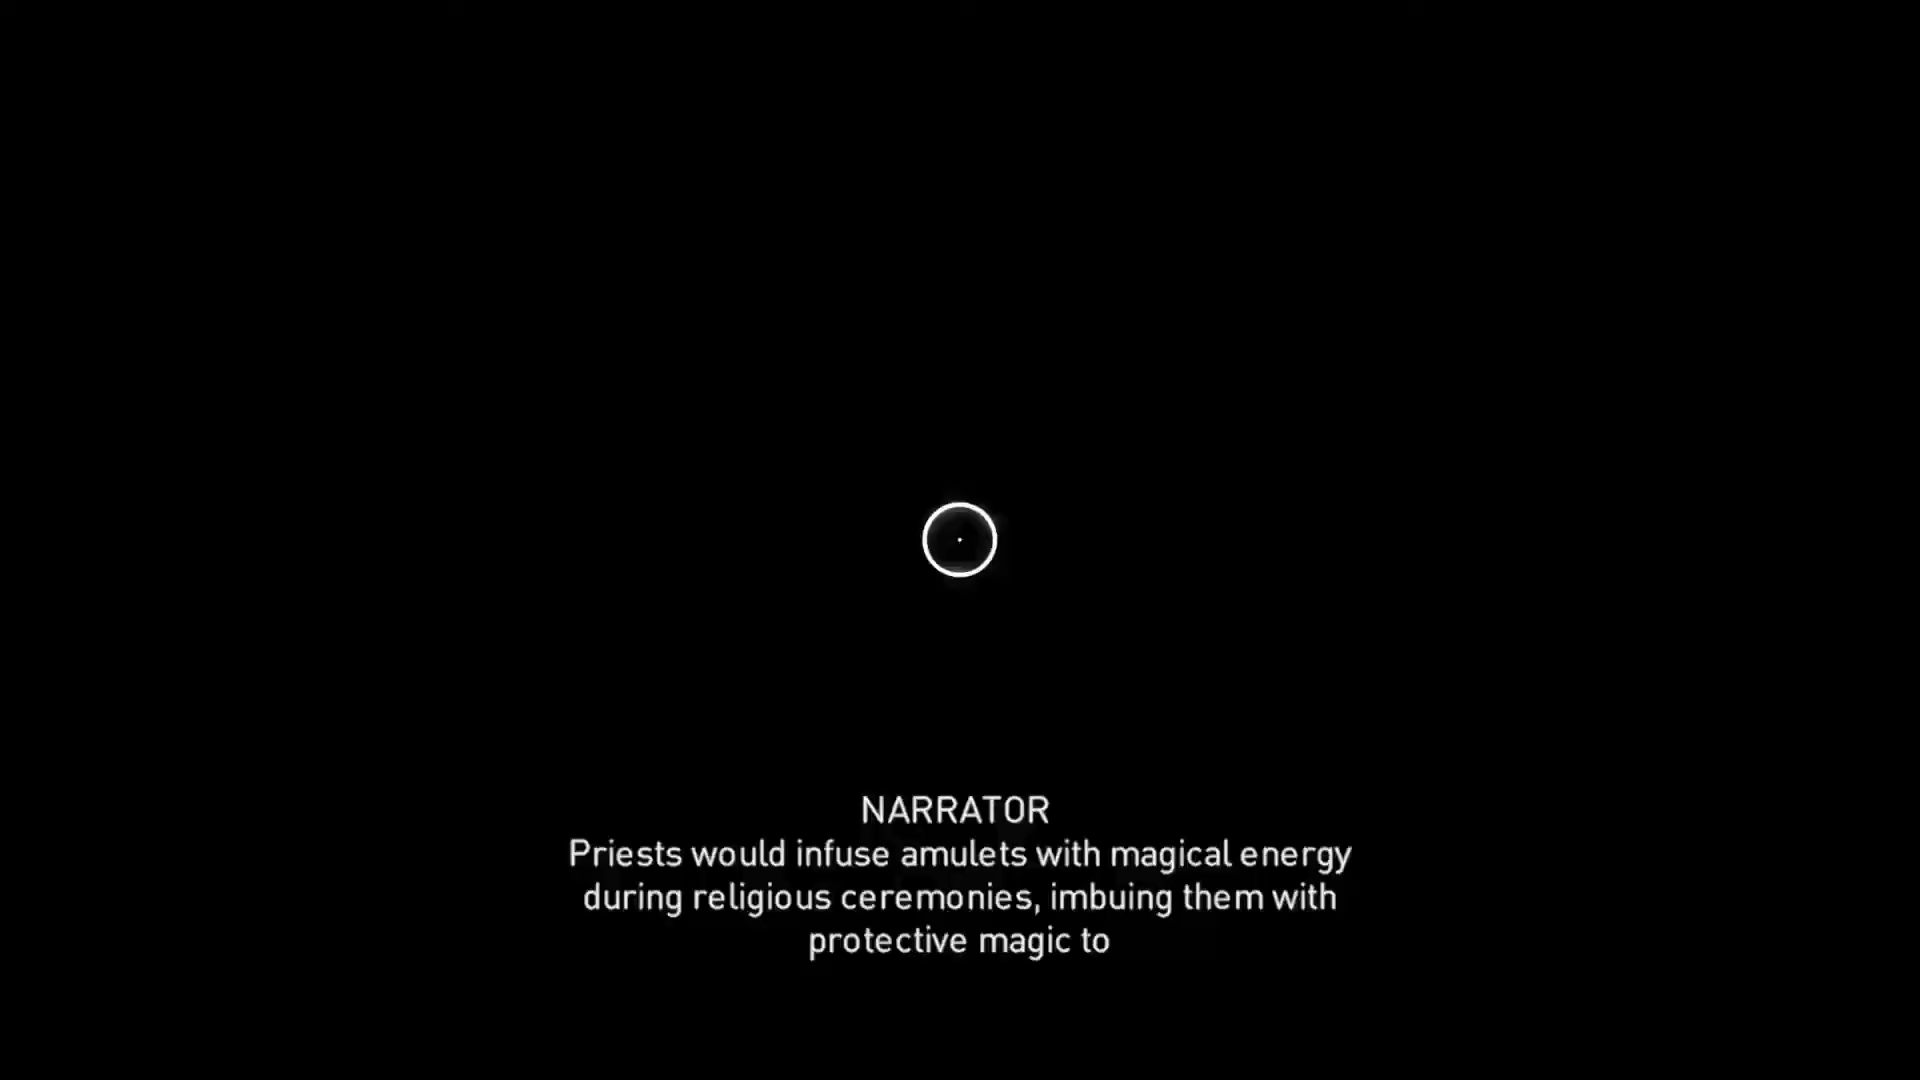 NARRATOR
Priests would infuse amulets with magical energy
during religious ceremonies, imbuing them with
protective magic to